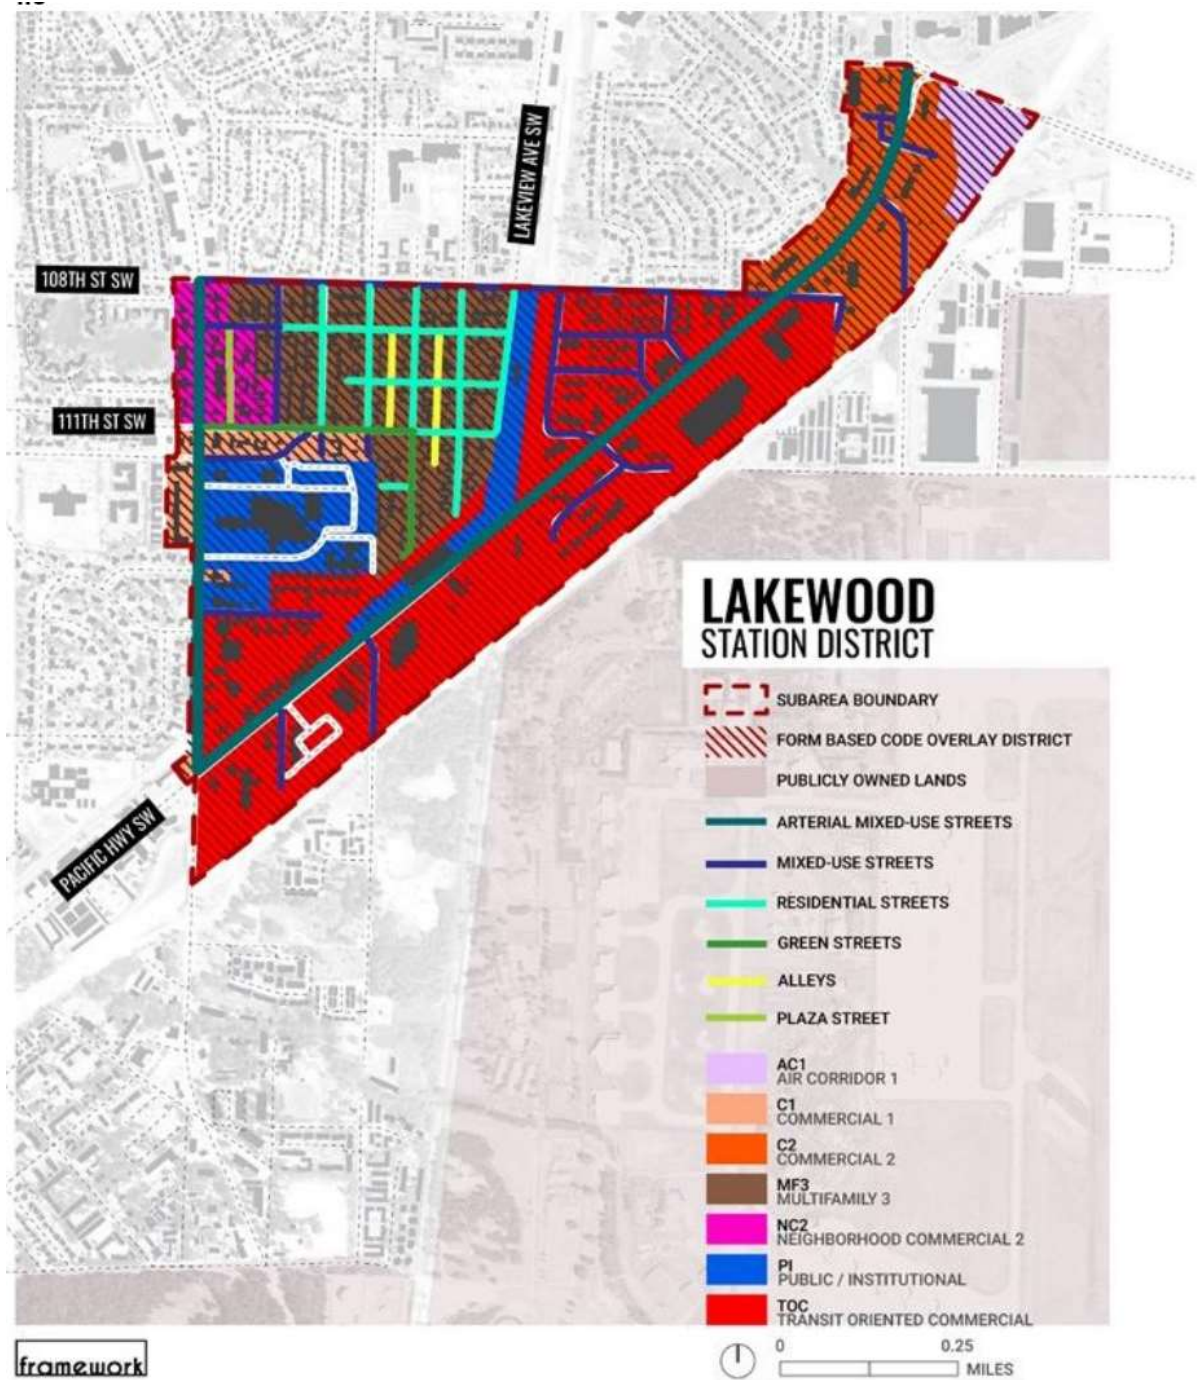 LAKEVIEW AVE SW
108TH ST SW
111TH ST SW
PACIFIC HWY SW
LAKEWOOD
STATION DISTRICT
SUBAREA BOUNDARY
FORM BASED CODE OVERLAY DISTRICT
PUBLICLY OWNED LANDS
ARTERIAL MIXED-USE STREETS
MIXED-USE STREETS
RESIDENTIAL STREETS
GREEN STREETS
ALLEYS
PLAZA STREET
AC1
AIR CORRIDOR 1
C1
COMMERCIAL 1
C2
COMMERCIAL 2
MF3
MULTIFAMILY 3
NC2
NEIGHBORHOOD COMMERCIAL 2
PI
PUBLIC / INSTITUTIONAL
TOC
TRANSIT ORIENTED COMMERCIAL
framework
0 0.25
MILES